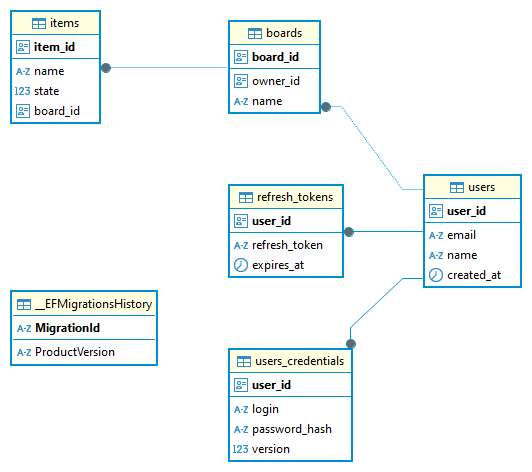 items
item_id
A-Z name
123 state
board_id
boards
board_id
owner_id
A-Z name
refresh_tokens
user_id
A-Z refresh_token
expires_at
users
user_id
A-Z email
A-Z name
created_at
__EFMigrationsHistory
A-Z MigrationId
A-Z ProductVersion
users_credentials
user_id
A-Z login
A-Z password_hash
123 version